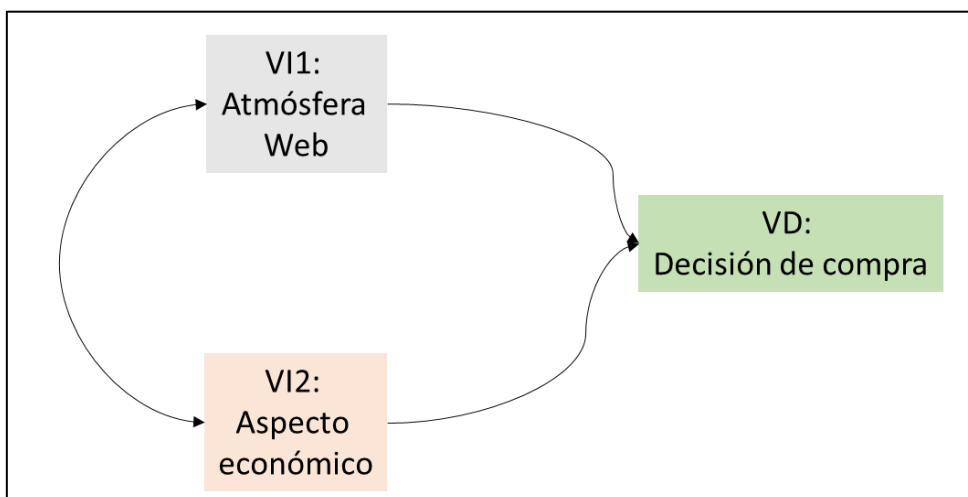 VI1:
Atmósfera
Web
VD:
Decisión de compra
VI2:
Aspecto
económico